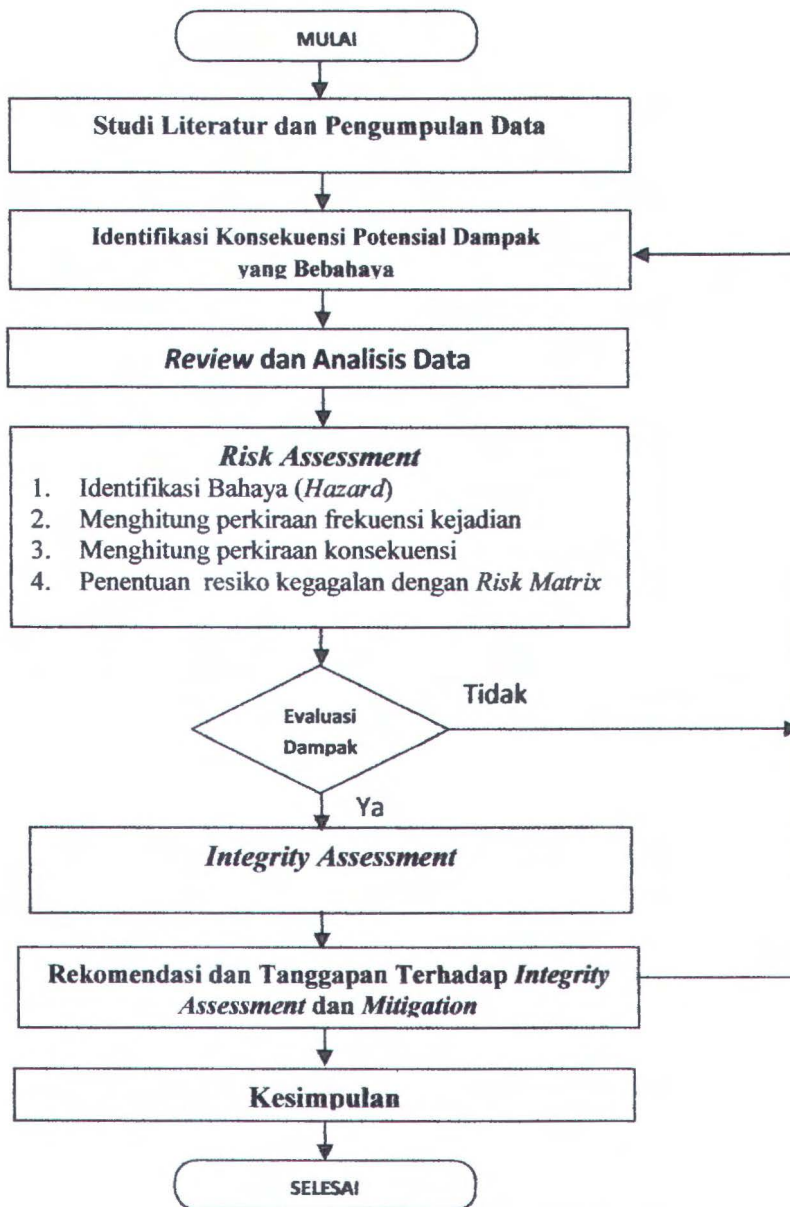 MULAI
Studi Literatur dan Pengumpulan Data
Identifikasi Konsekuensi Potensial Dampak
yang Bebahaya
Review dan Analisis Data
Risk Assessment
1. Identifikasi Bahaya (Hazard)
2. Menghitung perkiraan frekuensi kejadian
3. Menghitung perkiraan konsekuensi
4. Penentuan resiko kegagalan dengan Risk Matrix
Evaluasi
Dampak
Tidak
Ya
Integrity Assessment
Rekomendasi dan Tanggapan Terhadap Integrity
Assessment dan Mitigation
Kesimpulan
SELESAI